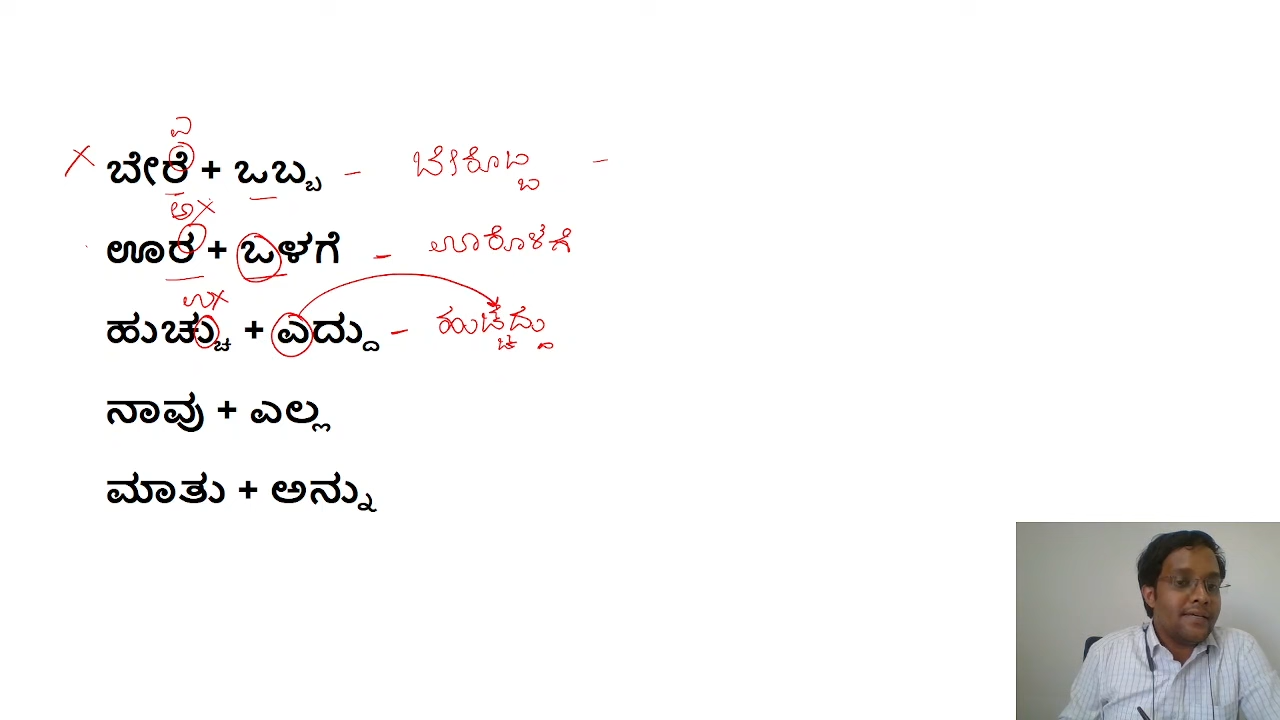 ಎ
X ಬೇರೆ + ಒಬ್ಬ - ಬೇರೊಬ್ಬ -
ಅ X
ಊರ + ಒಳಗೆ - ಊರೊಳಗೆ
ಉ X
ಹುಚ್ಚು + ಎದ್ದು - ಹುಚ್ಚೆದ್ದು
ನಾವು + ಎಲ್ಲ
ಮಾತು + ಅನ್ನು